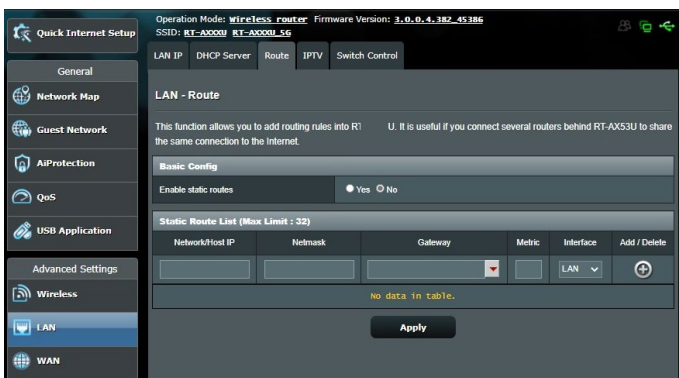 Operation Mode: Wireless router Firmware Version: 3.0.0.4.382_45386
SSID: RT-AXXXU RT-AXXXU_5G
Quick Internet Setup
General
Network Map
Guest Network
AiProtection
QoS
USB Application
Advanced Settings
Wireless
LAN
WAN
LAN IP DHCP Server Route IPTV Switch Control
LAN - Route
This function allows you to add routing rules into RT U. It is useful if you connect several routers behind RT-AX53U to share
the same connection to the Internet.
Basic Config
Enable static routes Yes No
Static Route List (Max Limit : 32)
Network/Host IP Netmask Gateway Metric Interface Add / Delete
LAN
No data in table.
Apply